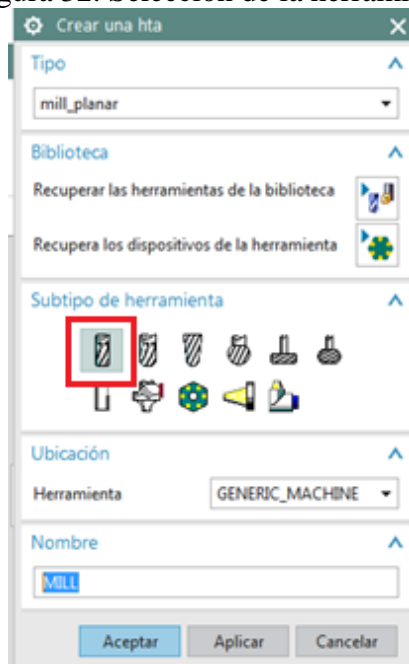 Crear una hta
Tipo
mill_planar
Biblioteca
Recuperar las herramientas de la biblioteca
Recupera los dispositivos de la herramienta
Subtipo de herramienta
Ubicación
Herramienta GENERIC_MACHINE
Nombre
MILL
Aceptar Aplicar Cancelar